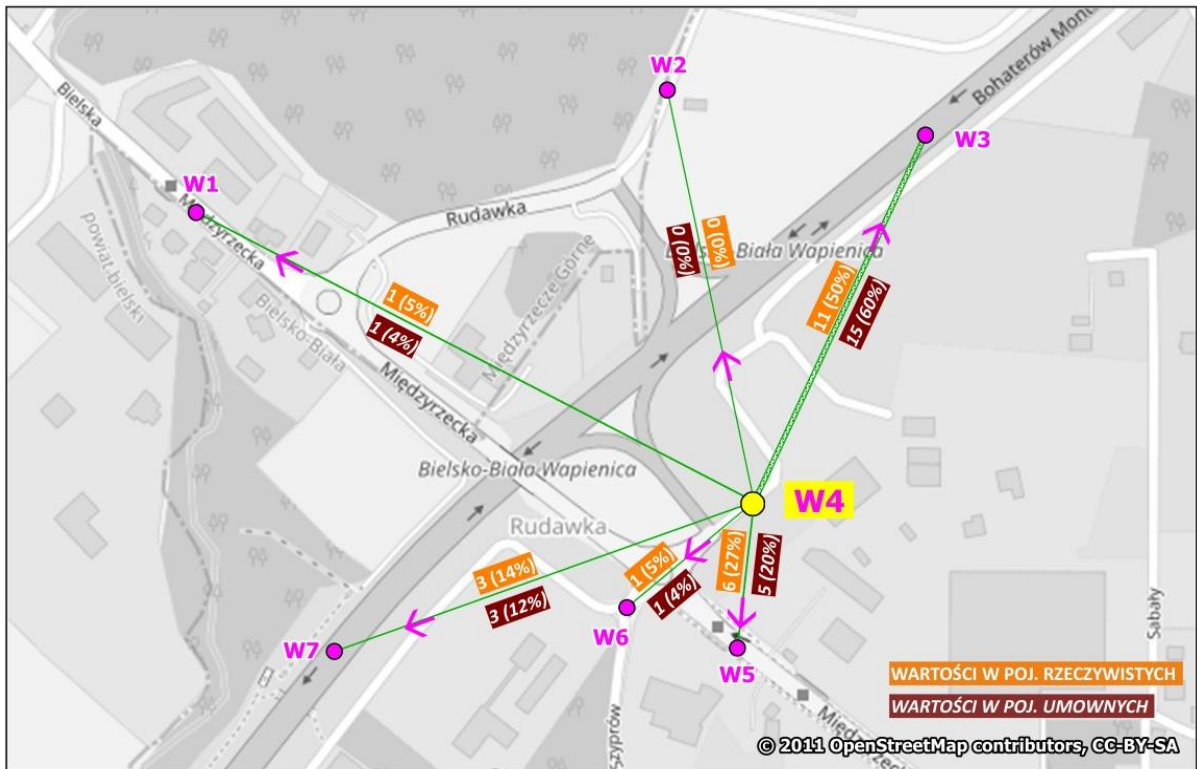 Bielska
W2
Bohaterów Mont
W3
W1
Międzyrzecka
Rudawka
powiat bielski
Bielsko-Biała
0 (0%)
0 (0%)
Bielsko-Biała Wapienica
Międzyrzecze Górne
1 (5%)
1 (4%)
11 (50%)
15 (60%)
Międzyrzecka
Bielsko-Biała Wapienica
W4
Rudawka
3 (14%)
3 (12%)
1 (5%)
1 (4%)
6 (27%)
5 (20%)
W7
W6
W5
Sabały
Szyprów
Międzyrze
WARTOŚCI W POJ. RZECZYWISTYCH
WARTOŚCI W POJ. UMOWNYCH
© 2011 OpenStreetMap contributors, CC-BY-SA